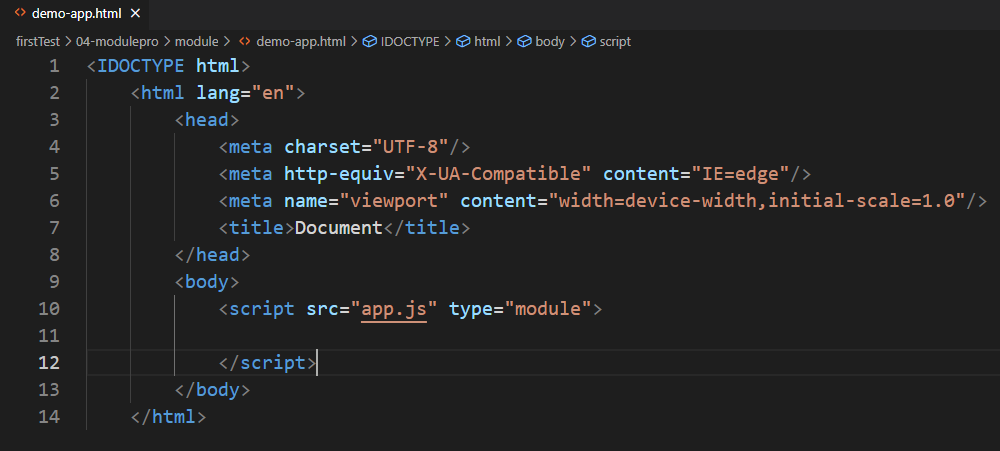 demo-app.html ×
firstTest > 04-modulepro > module > demo-app.html > IDOCTYPE > html > body > script
1 <IDOCTYPE html>
2 <html lang="en">
3 <head>
4 <meta charset="UTF-8"/>
5 <meta http-equiv="X-UA-Compatible" content="IE=edge"/>
6 <meta name="viewport" content="width=device-width,initial-scale=1.0"/>
7 <title>Document</title>
8 </head>
9 <body>
10 <script src="app.js" type="module">
11
12 </script>
13 </body>
14 </html>